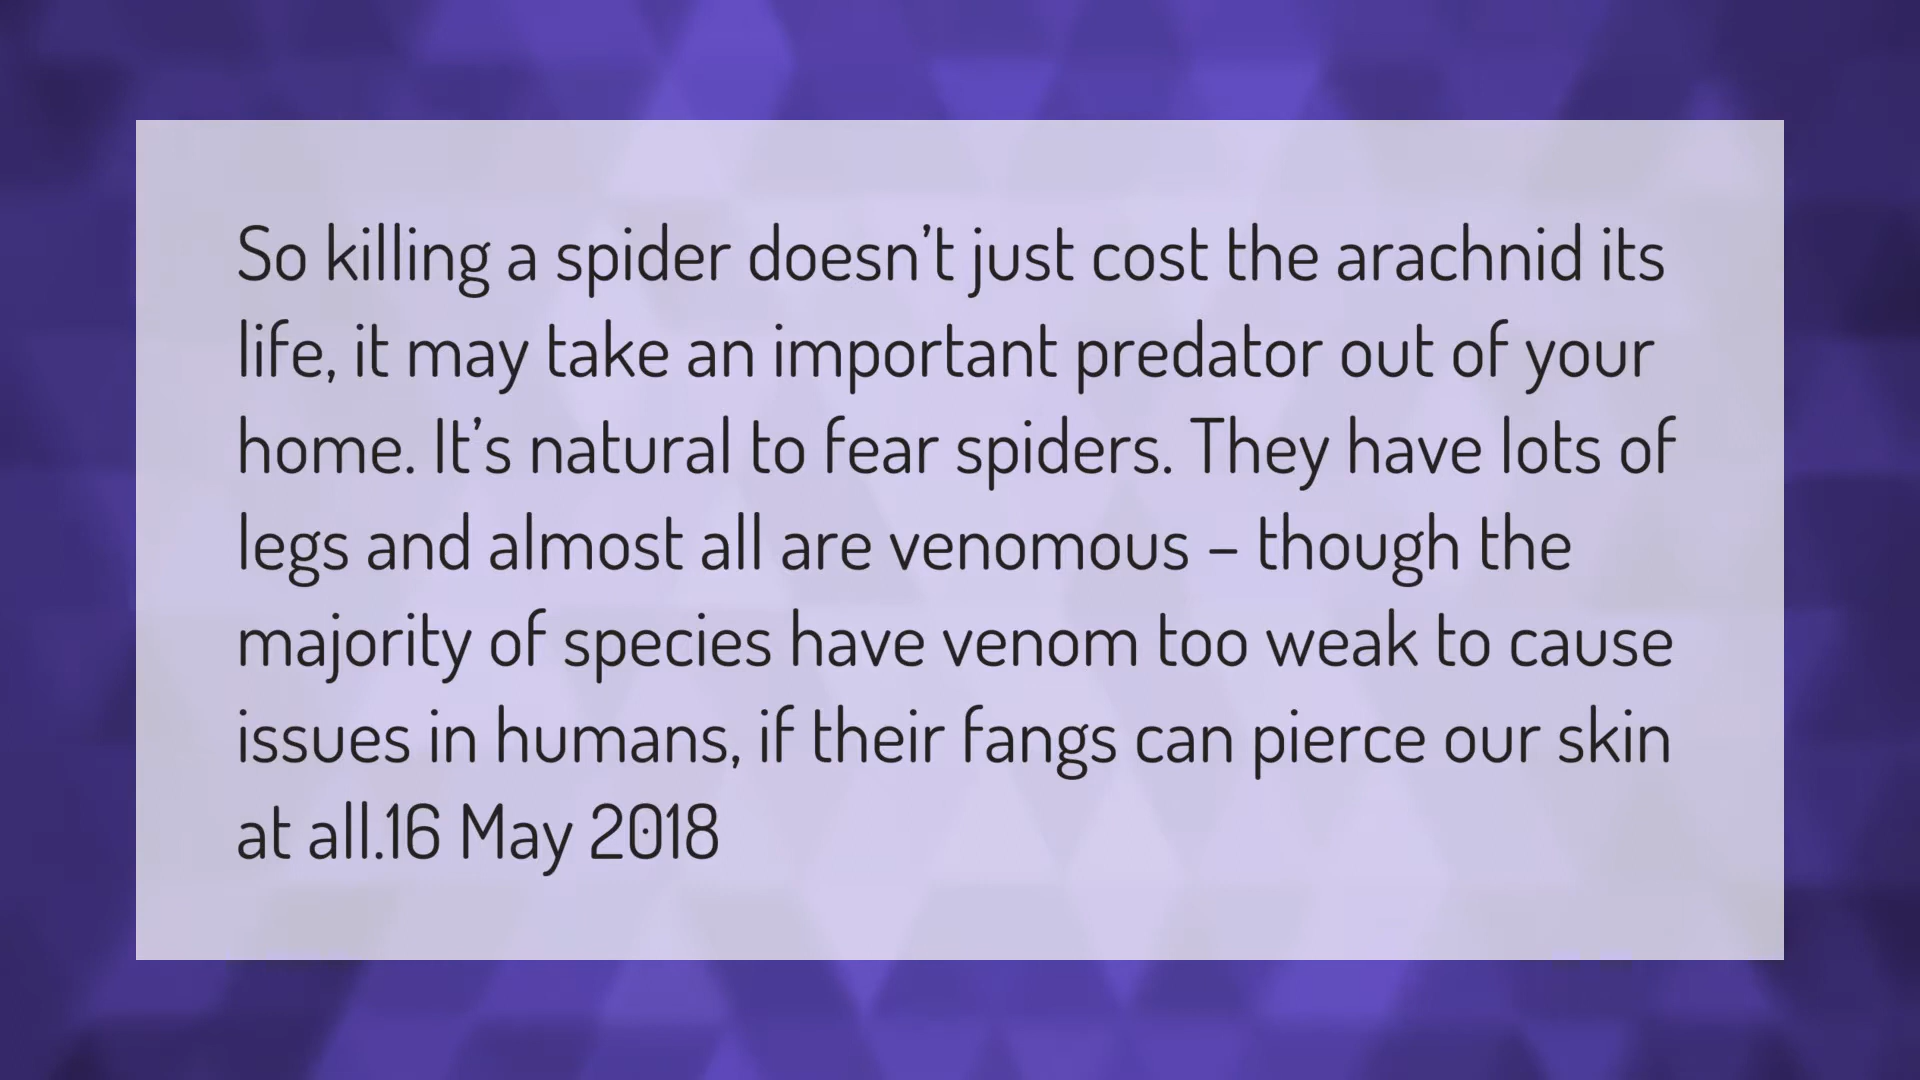 So killing a spider doesn’t just cost the arachnid its
life, it may take an important predator out of your
home. It’s natural to fear spiders. They have lots of
legs and almost all are venomous – though the
majority of species have venom too weak to cause
issues in humans, if their fangs can pierce our skin
at all.16 May 2018